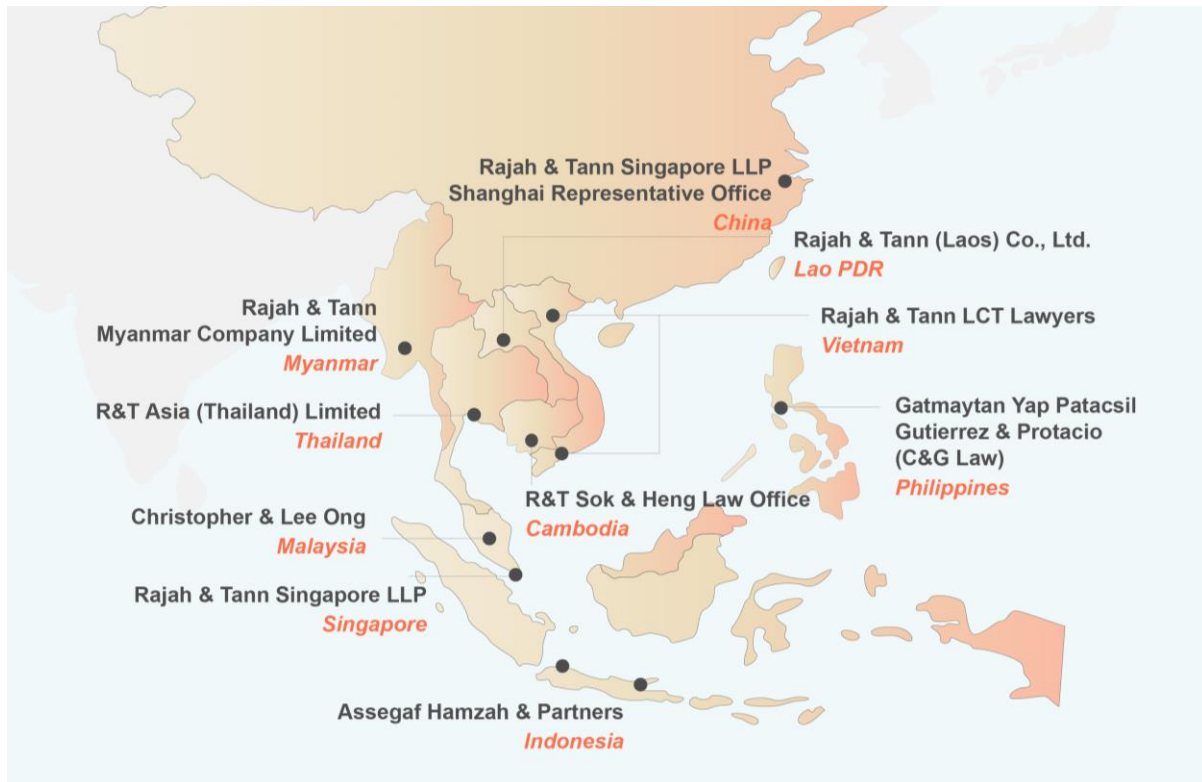 Rajah & Tann Singapore LLP
Shanghai Representative Office
China
Rajah & Tann (Laos) Co., Ltd.
Lao PDR
Rajah & Tann
Myanmar Company Limited
Myanmar
Rajah & Tann LCT Lawyers
Vietnam
R&T Asia (Thailand) Limited
Thailand
Gatmaytan Yap Patacsil
Gutierrez & Protacio
(C&G Law)
Philippines
R&T Sok & Heng Law Office
Cambodia
Christopher & Lee Ong
Malaysia
Rajah & Tann Singapore LLP
Singapore
Assegaf Hamzah & Partners
Indonesia